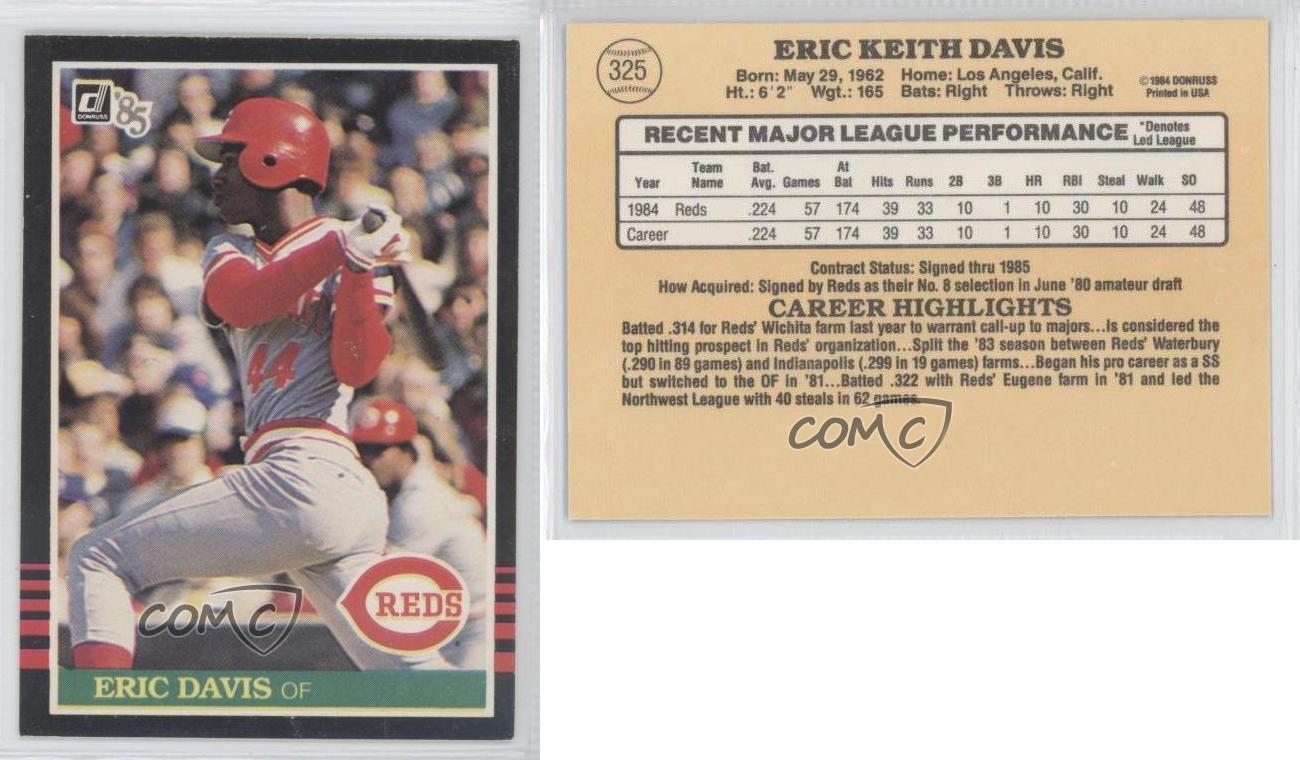 d
DONRUSS
'85
44
REDS
COMC
ERIC DAVIS OF
325
ERIC KEITH DAVIS
Born: May 29, 1962 Home: Los Angeles, Calif.
Ht.: 6'2" Wgt.: 165 Bats: Right Throws: Right
©1984 DONRUSS
Printed in USA
RECENT MAJOR LEAGUE PERFORMANCE
*Denotes
Led League
Year Team Name Bat. Avg. Games At Bat Hits Runs 2B 3B HR RBI Steal Walk SO
1984 Reds .224 57 174 39 33 10 1 10 30 10 24 48
Career .224 57 174 39 33 10 1 10 30 10 24 48
Contract Status: Signed thru 1985
How Acquired: Signed by Reds as their No. 8 selection in June '80 amateur draft
CAREER HIGHLIGHTS
Batted .314 for Reds' Wichita farm last year to warrant call-up to majors...Is considered the
top hitting prospect in Reds' organization...Split the '83 season between Reds' Waterbury
(.290 in 89 games) and Indianapolis (.299 in 19 games) farms...Began his pro career as a SS
but switched to the OF in '81...Batted .322 with Reds' Eugene farm in '81 and led the
Northwest League with 40 steals in 62 games.
COMC